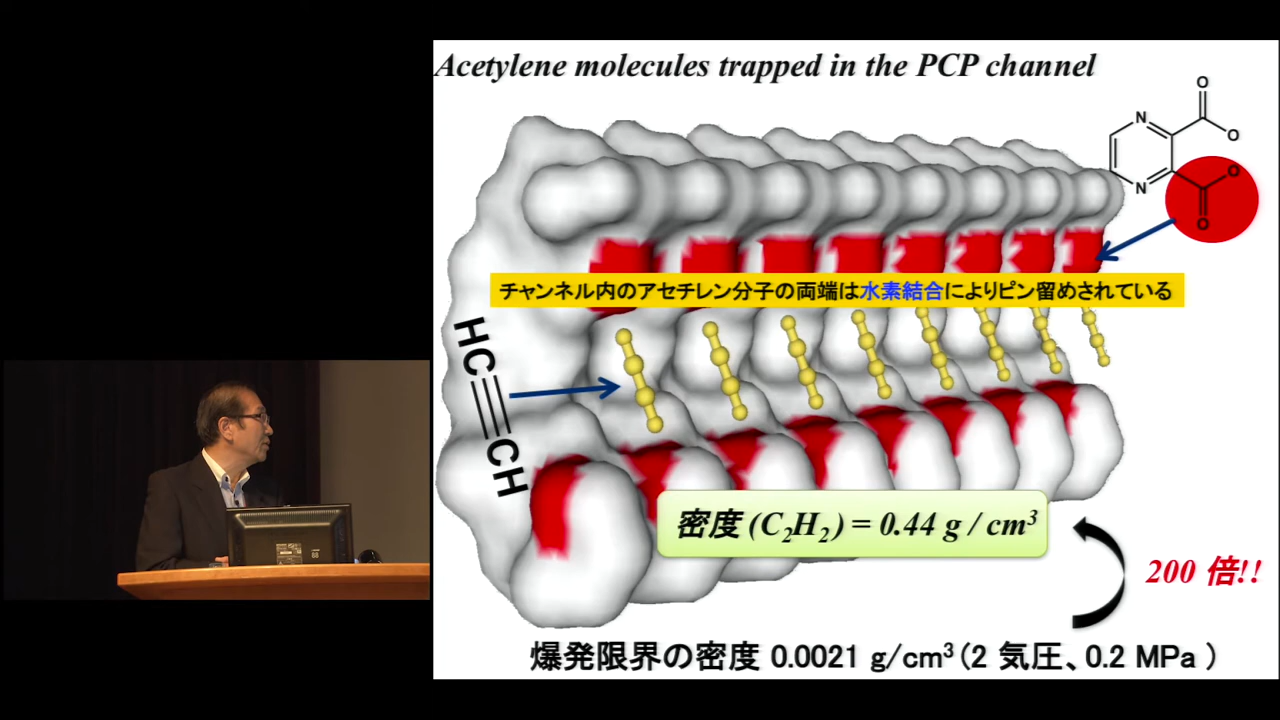 Acetylene molecules trapped in the PCP channel
O
N
O
O
N
O
チャンネル内のアセチレン分子の両端は水素結合によりピン留めされている
HC≡CH
密度 (C₂H₂) = 0.44 g / cm³
200 倍!!
爆発限界の密度 0.0021 g/cm³(2 気圧、0.2 MPa )